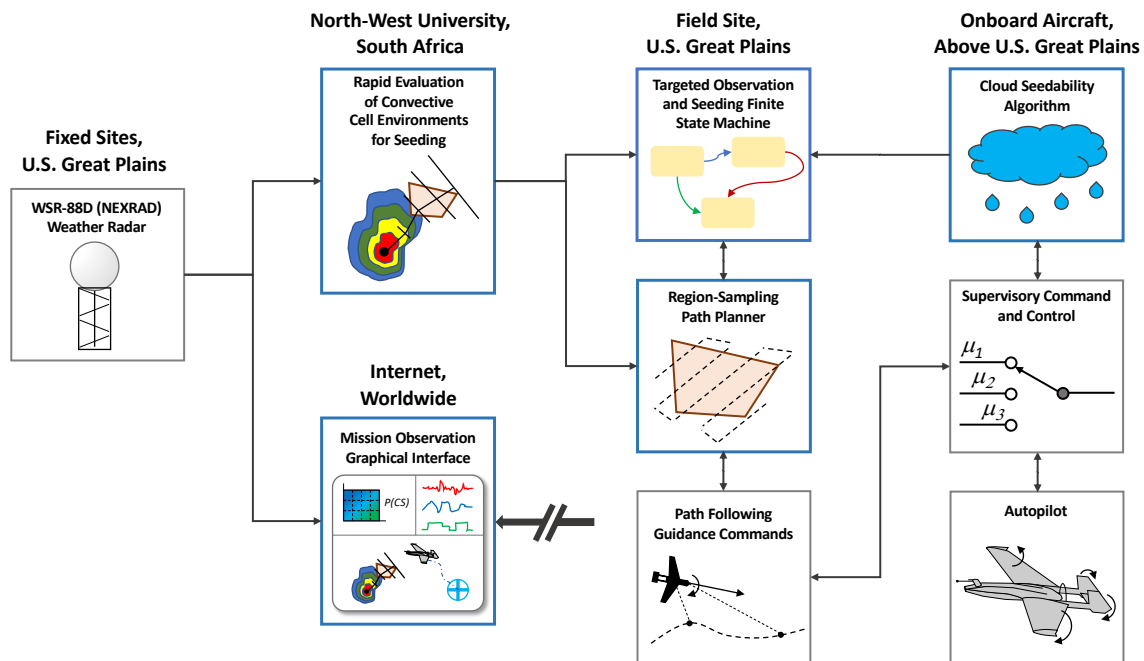 Fixed Sites,
U.S. Great Plains
WSR-88D (NEXRAD)
Weather Radar
North-West University,
South Africa
Rapid Evaluation
of Convective
Cell Environments
for Seeding
Internet,
Worldwide
Mission Observation
Graphical Interface
P(CS)
Field Site,
U.S. Great Plains
Targeted Observation
and Seeding Finite
State Machine
Region-Sampling
Path Planner
Path Following
Guidance Commands
Onboard Aircraft,
Above U.S. Great Plains
Cloud Seedability
Algorithm
Supervisory Command
and Control
μ1
μ2
μ3
Autopilot